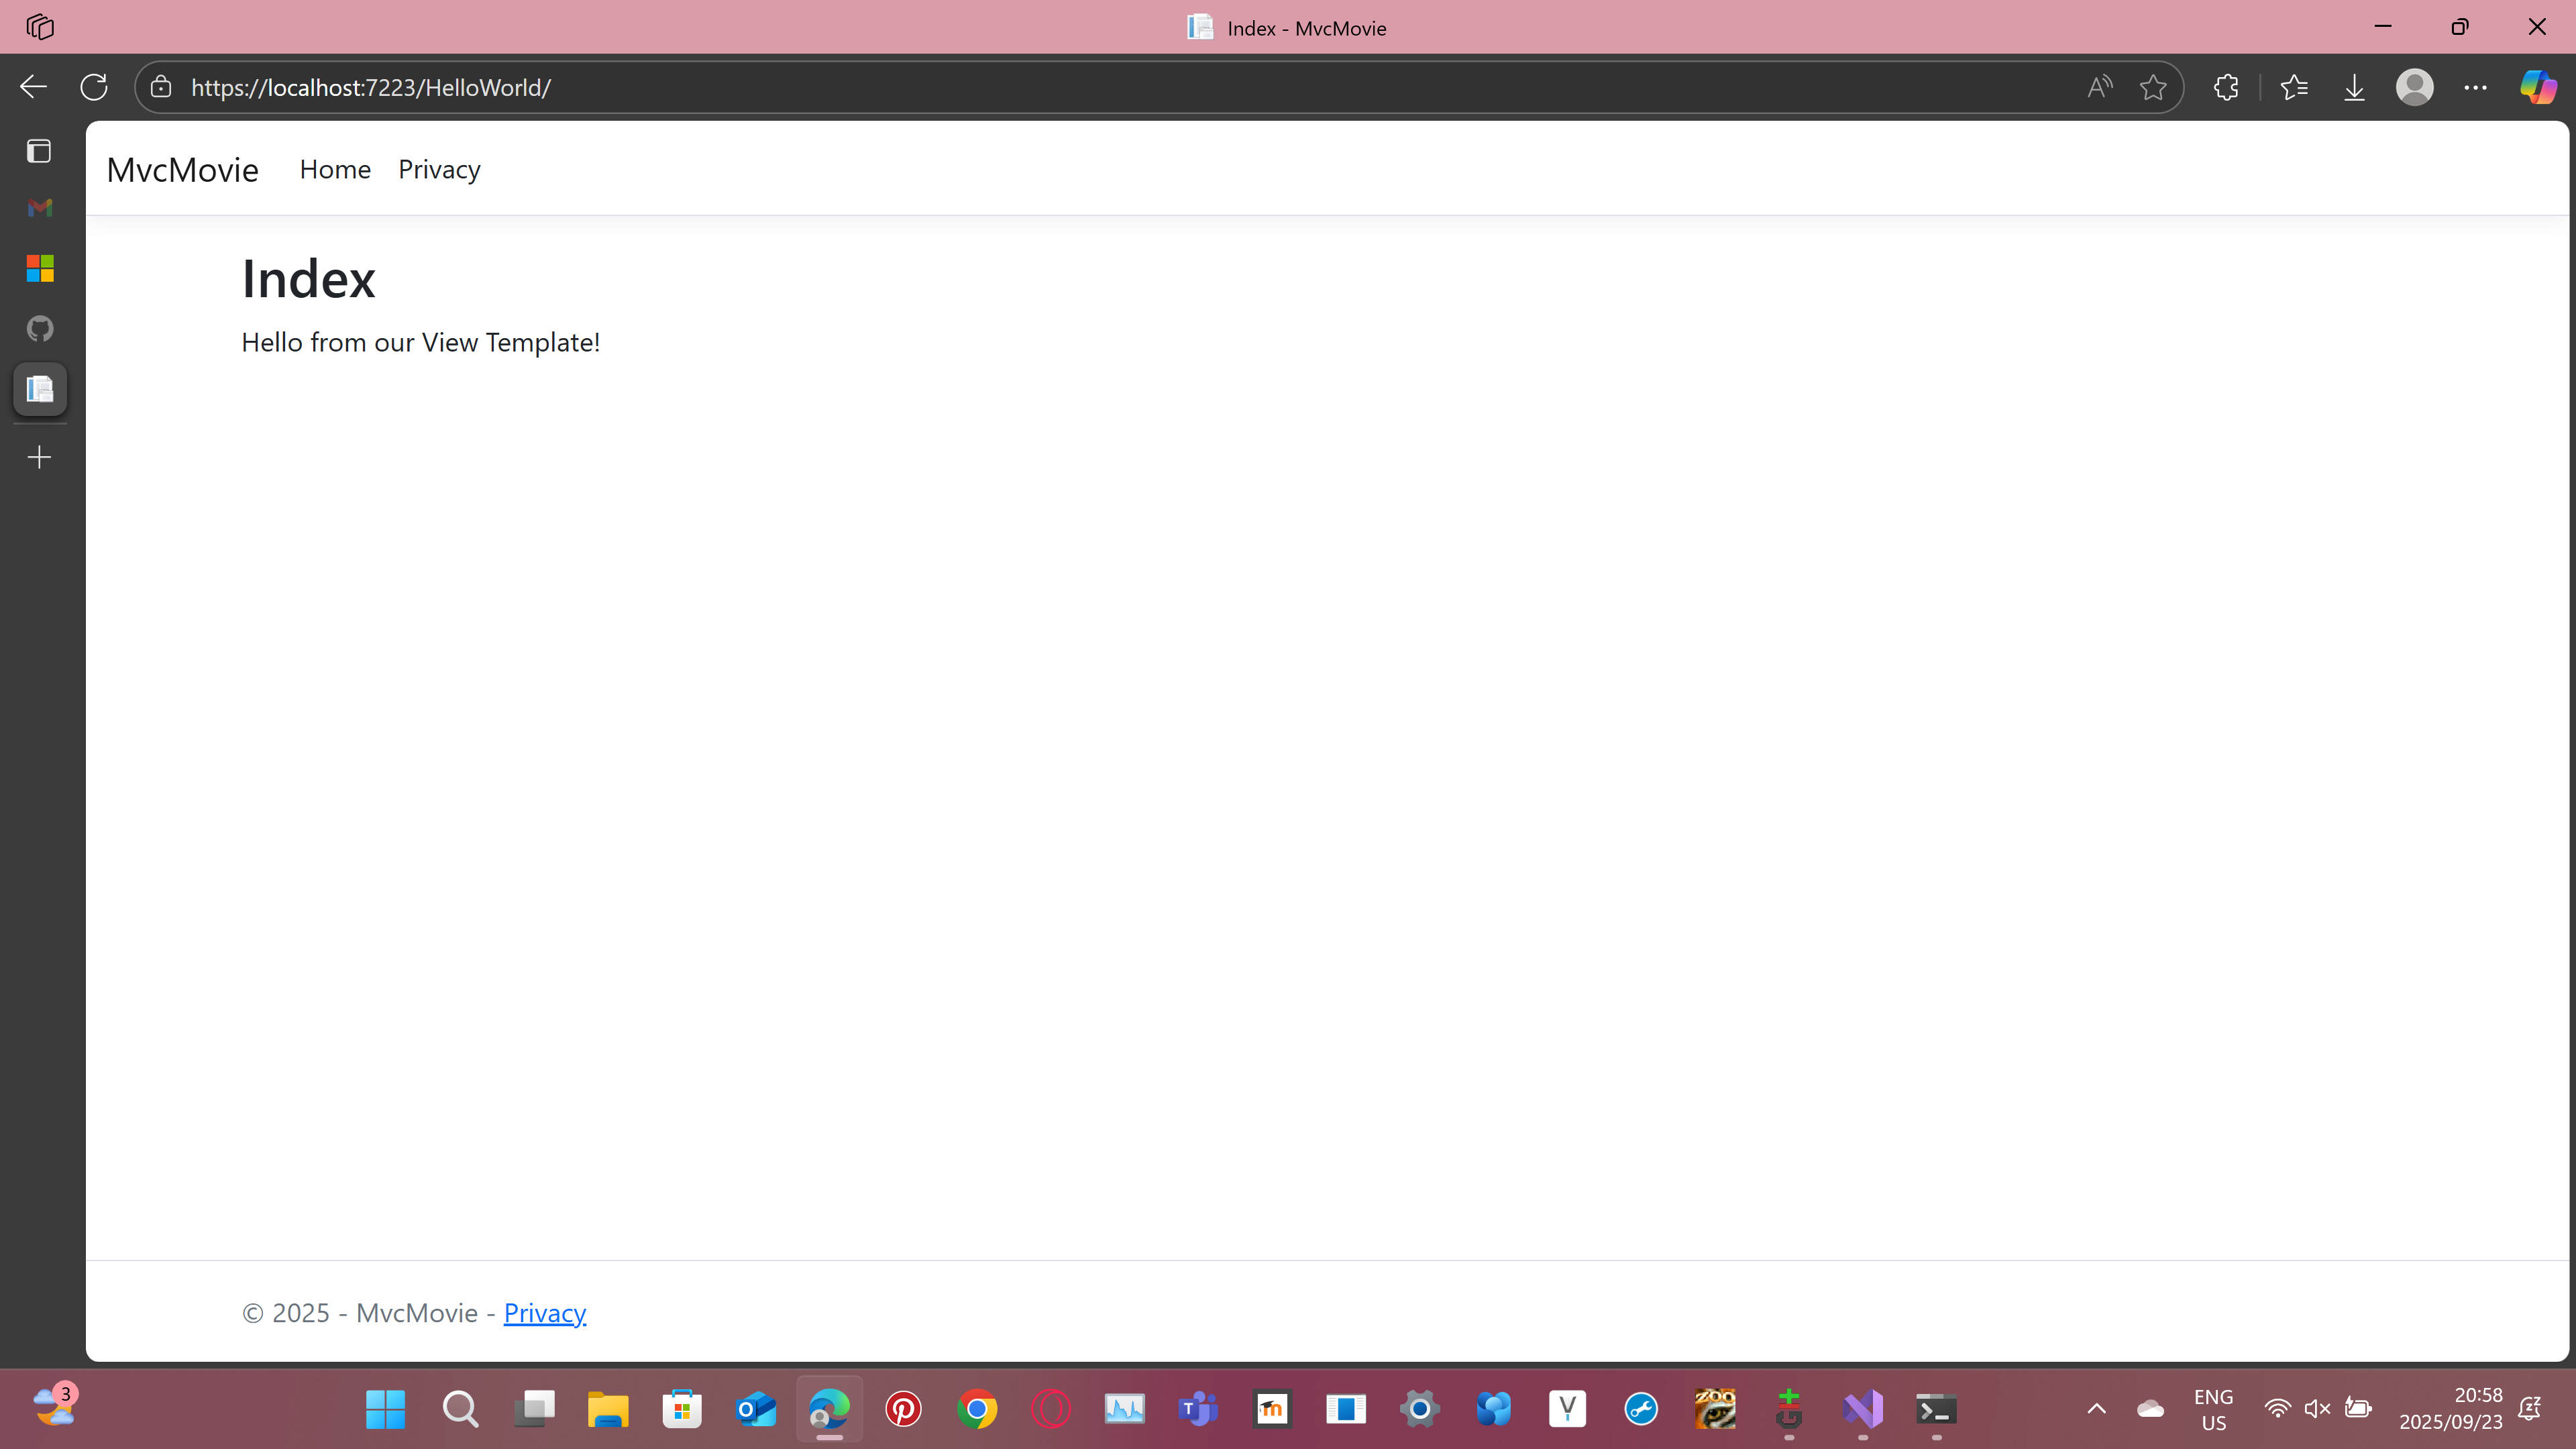 Index - MvcMovie
https://localhost:7223/HelloWorld/
MvcMovie Home Privacy
Index
Hello from our View Template!
© 2025 - MvcMovie - Privacy
3
ZOO
ENG
US
20:58
2025/09/23